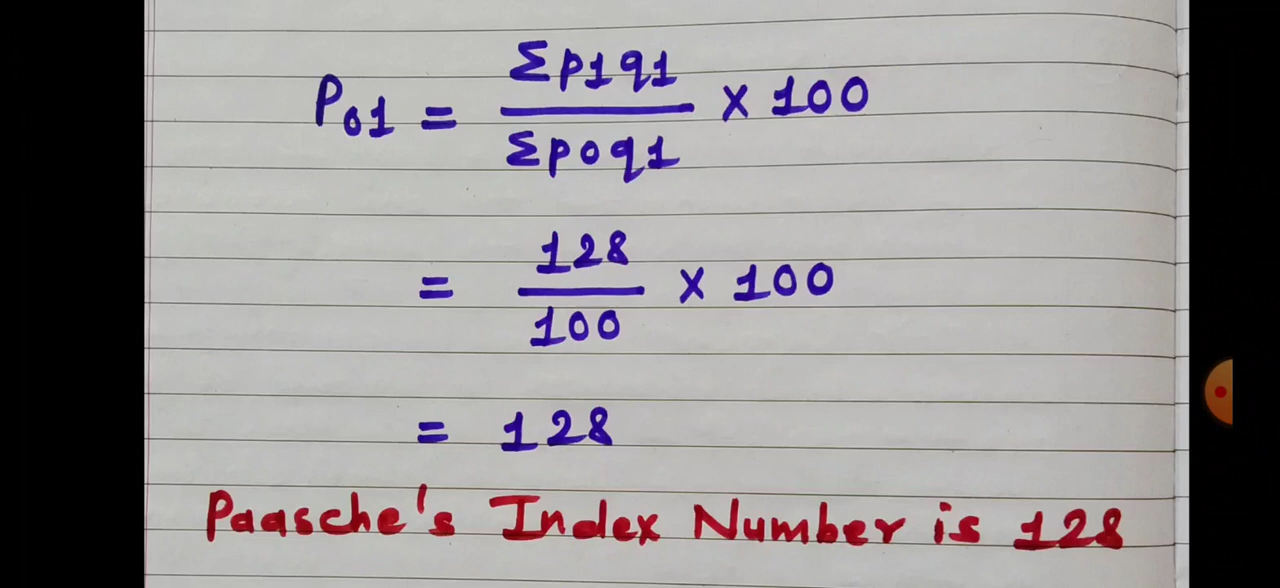 P01 = Σp1q1 / Σp0q1 × 100
= 128 / 100 × 100
= 128
Paasche's Index Number is 128